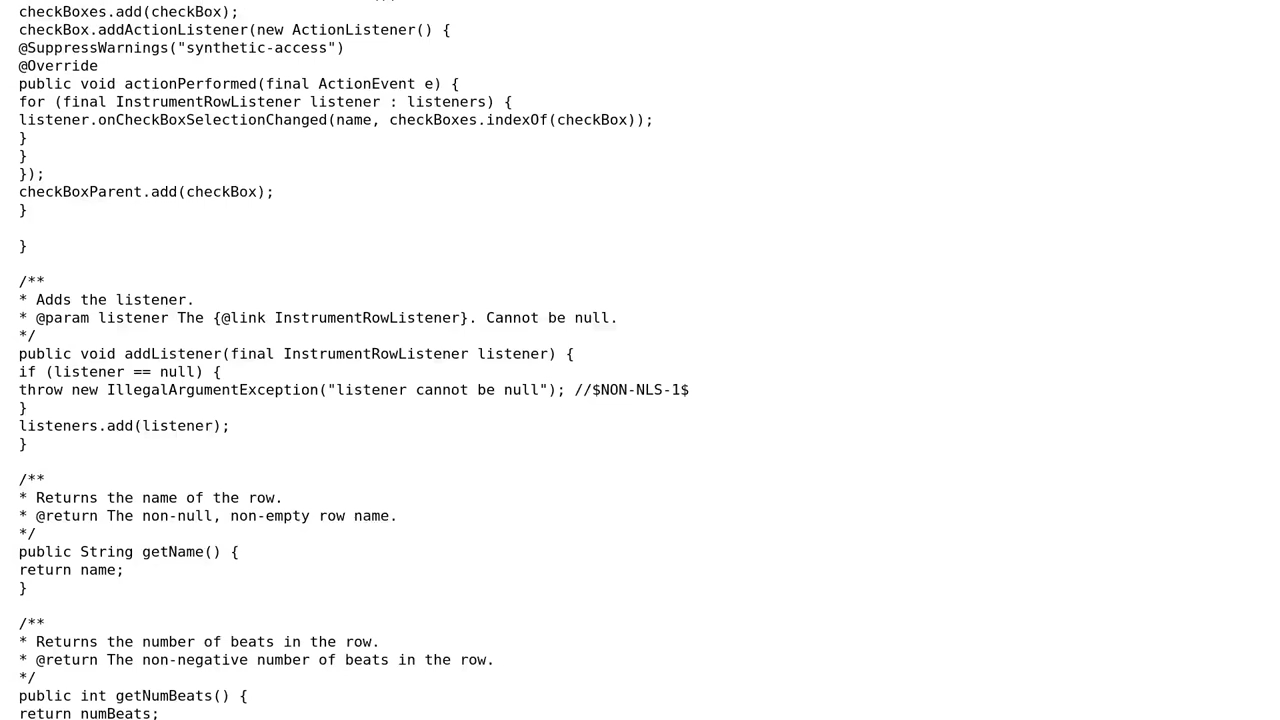 checkBoxes.add(checkBox);
checkBox.addActionListener(new ActionListener() {
@SuppressWarnings("synthetic-access")
@Override
public void actionPerformed(final ActionEvent e) {
for (final InstrumentRowListener listener : listeners) {
listener.onCheckBoxSelectionChanged(name, checkBoxes.indexOf(checkBox));
}
}
});
checkBoxParent.add(checkBox);
}

}

/**
* Adds the listener.
* @param listener The {@link InstrumentRowListener}. Cannot be null.
*/
public void addListener(final InstrumentRowListener listener) {
if (listener == null) {
throw new IllegalArgumentException("listener cannot be null"); //$NON-NLS-1$
}
listeners.add(listener);
}

/**
* Returns the name of the row.
* @return The non-null, non-empty row name.
*/
public String getName() {
return name;
}

/**
* Returns the number of beats in the row.
* @return The non-negative number of beats in the row.
*/
public int getNumBeats() {
return numBeats;